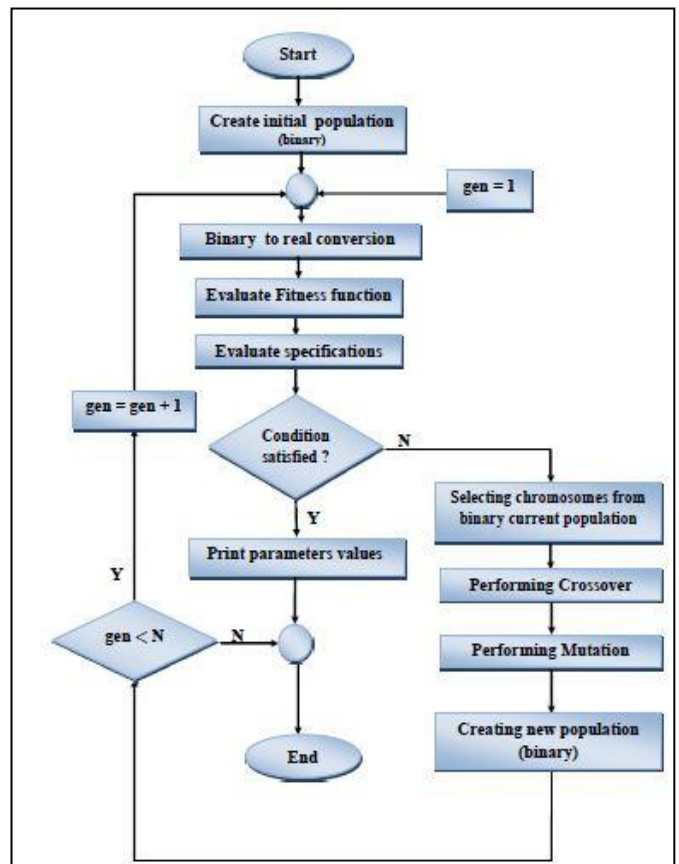 Start
Create initial population
(binary)
gen = 1
Binary to real conversion
Evaluate Fitness function
Evaluate specifications
gen = gen + 1
Condition
satisfied ?
N
Selecting chromosomes from
binary current population
Y
Print parameters values
Y
Performing Crossover
gen < N
N
Performing Mutation
Creating new population
(binary)
End